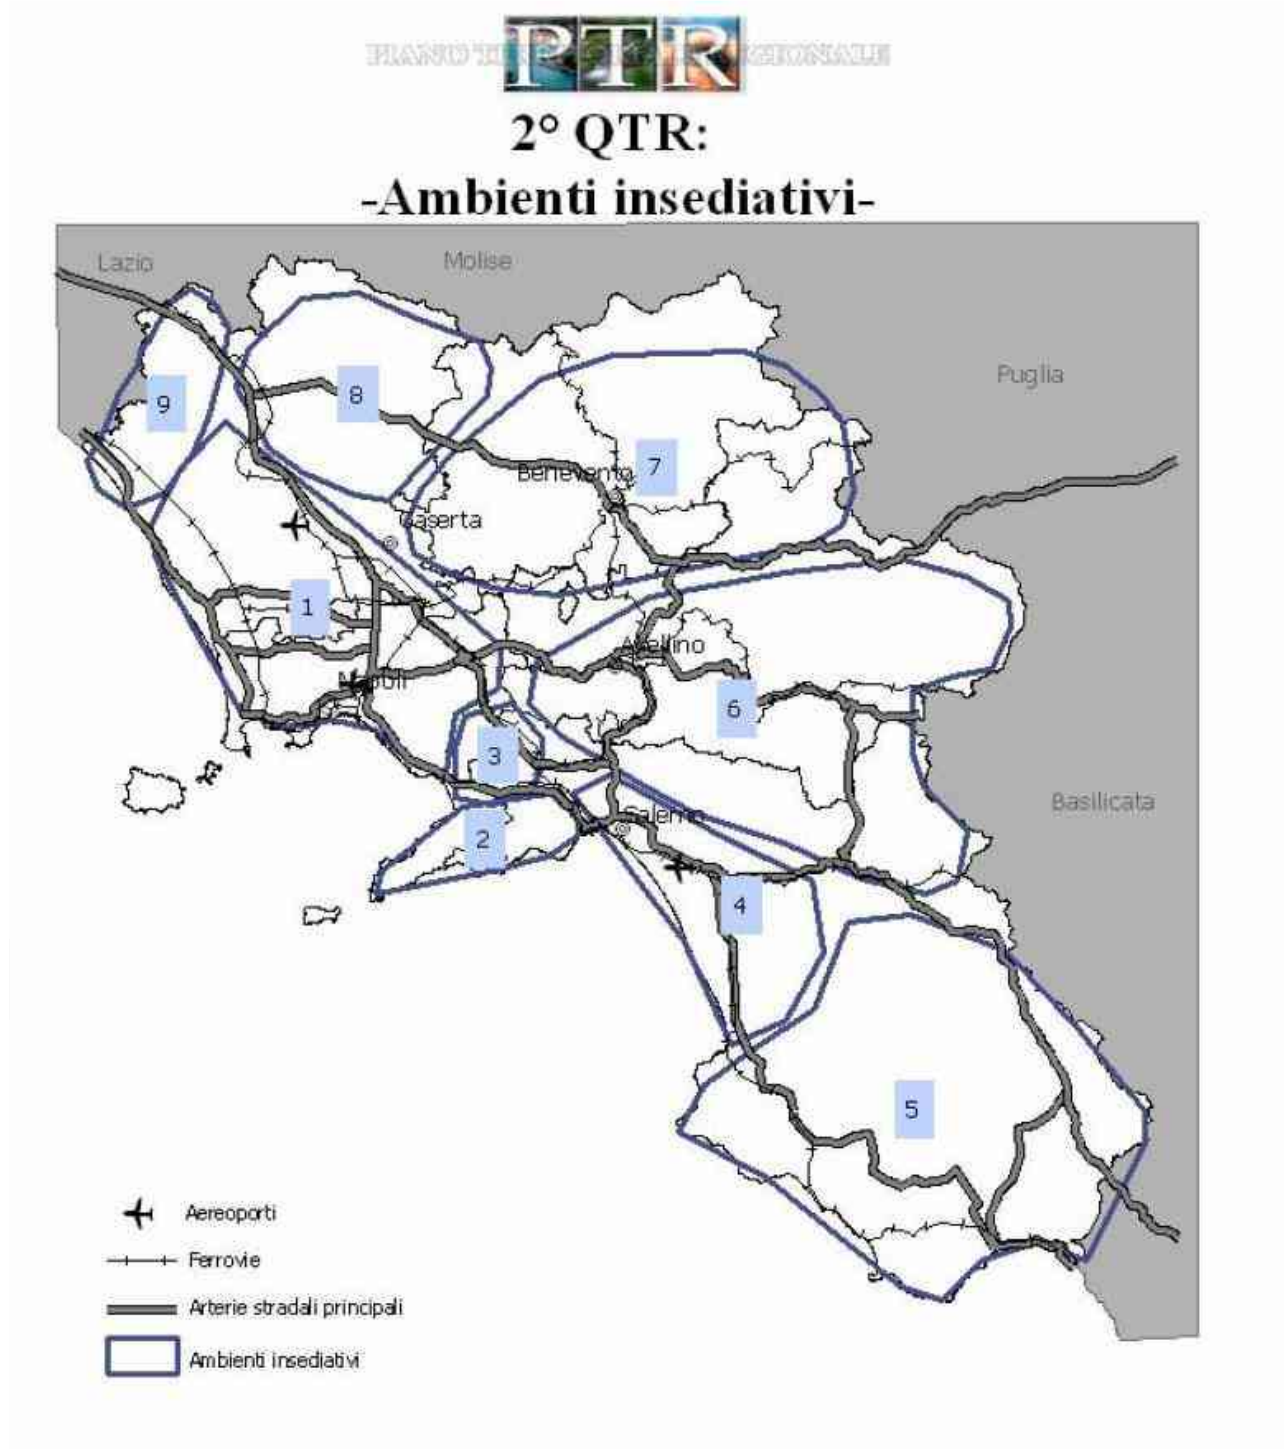 PTR
2° QTR:
-Ambienti insediativi-
Lazio
Molise
Puglia
9
8
7
Benevento
Caserta
1
Avellino
Napoli
6
3
Basilicata
Salerno
2
4
5
Aereoporti
Ferrovie
Arterie stradali principali
Ambienti insediativi